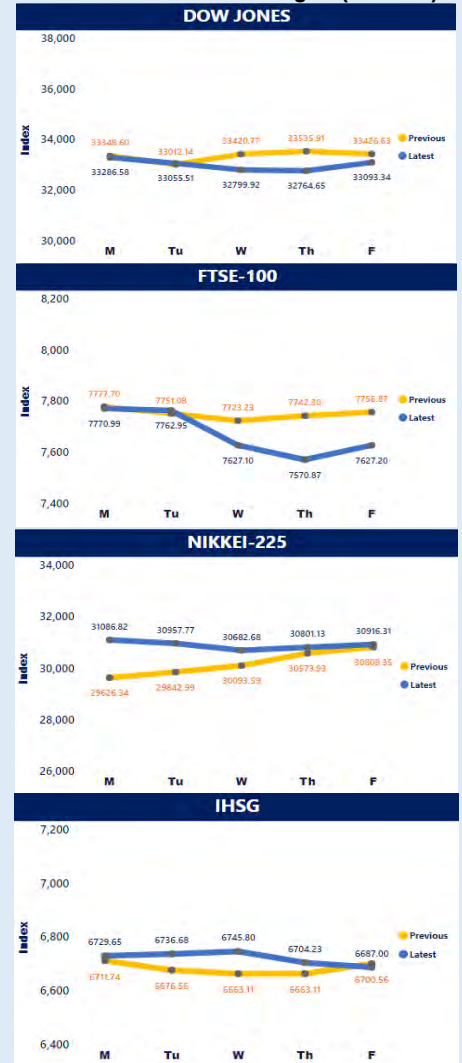 DOW JONES
38,000
36,000
34,000
32,000
30,000
Index
33348.60 33012.14 33420.77 33535.91 33426.63
33286.58 33055.51 32799.92 32764.65 33093.34
Previous
Latest
M Tu W Th F
FTSE-100
8,200
8,000
7,800
7,600
7,400
Index
7777.70 7751.08 7723.23 7742.30 7756.87
7770.99 7762.95 7627.10 7570.87 7627.20
Previous
Latest
M Tu W Th F
NIKKEI-225
34,000
32,000
30,000
28,000
26,000
Index
31086.82 30957.77 30682.68 30801.13 30916.31
29626.34 29842.99 30093.59 30573.93 30808.35
Previous
Latest
M Tu W Th F
IHSG
7,200
7,000
6,800
6,600
6,400
Index
6729.65 6736.68 6745.80 6704.23 6687.00
6711.74 6676.56 6663.11 6663.11 6700.56
Previous
Latest
M Tu W Th F